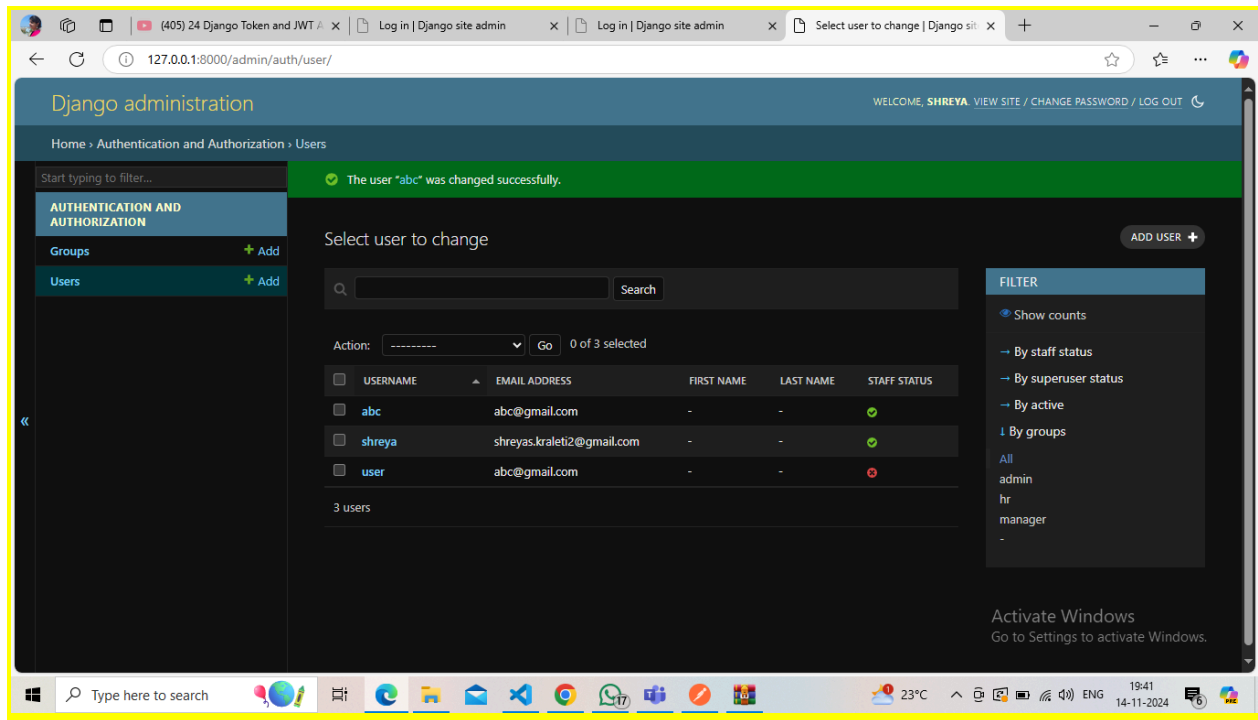 (405) 24 Django Token and JWT A
Log in | Django site admin
Log in | Django site admin
Select user to change | Django sit
127.0.0.1:8000/admin/auth/user/
Django administration
WELCOME, SHREYA. VIEW SITE / CHANGE PASSWORD / LOG OUT
Home › Authentication and Authorization › Users
Start typing to filter...
The user “abc” was changed successfully.
AUTHENTICATION AND
AUTHORIZATION
Groups + Add
Users + Add
Select user to change
ADD USER +
Search
Action: --------- Go 0 of 3 selected
USERNAME EMAIL ADDRESS FIRST NAME LAST NAME STAFF STATUS
abc abc@gmail.com - -
shreya shreyas.kraleti2@gmail.com - -
user abc@gmail.com - -
3 users
«
FILTER
Show counts
→ By staff status
→ By superuser status
→ By active
↓ By groups
All
admin
hr
manager
-
Activate Windows
Go to Settings to activate Windows.
Type here to search
17
23°C
ENG
19:41
14-11-2024
6
PRE